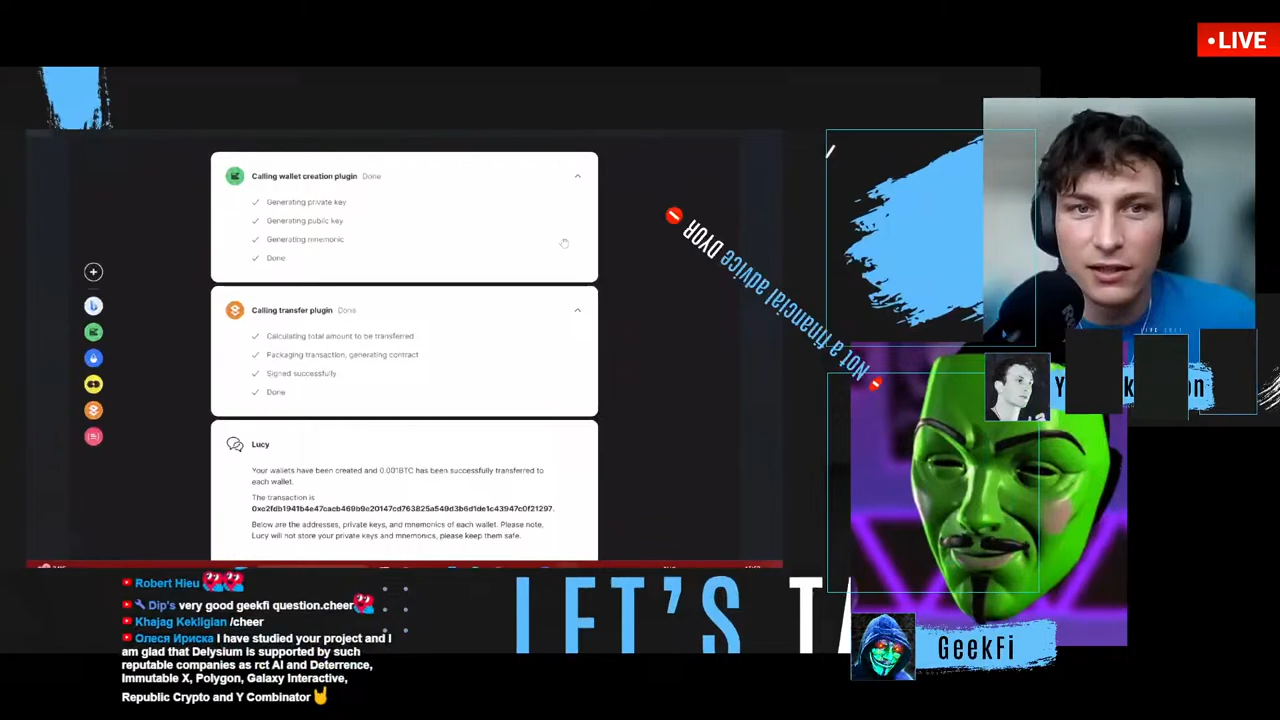 •LIVE
Calling wallet creation plugin Done
Generating private key
Generating public key
Generating mnemonic
Done
Calling transfer plugin Done
Calculating total amount to be transferred
Packaging transaction, generating contract
Signed successfully
Done
Lucy
Your wallets have been created and 0.001BTC has been successfully transferred to
each wallet.
The transaction is
Below are the addresses, private keys, and mnemonics of each wallet. Please note,
Lucy will not store your private keys and mnemonics, please keep them safe.
Not a financial advice DYOR
GeekFi
LET'S TA
Robert Hieu
Dip's very good geekfi question.cheer
Khajag Kekligian /cheer
Олеся Ириска I have studied your project and I
am glad that Delysium is supported by such
reputable companies as rct AI and Deterrence,
Immutable X, Polygon, Galaxy Interactive,
Republic Crypto and Y Combinator🤘